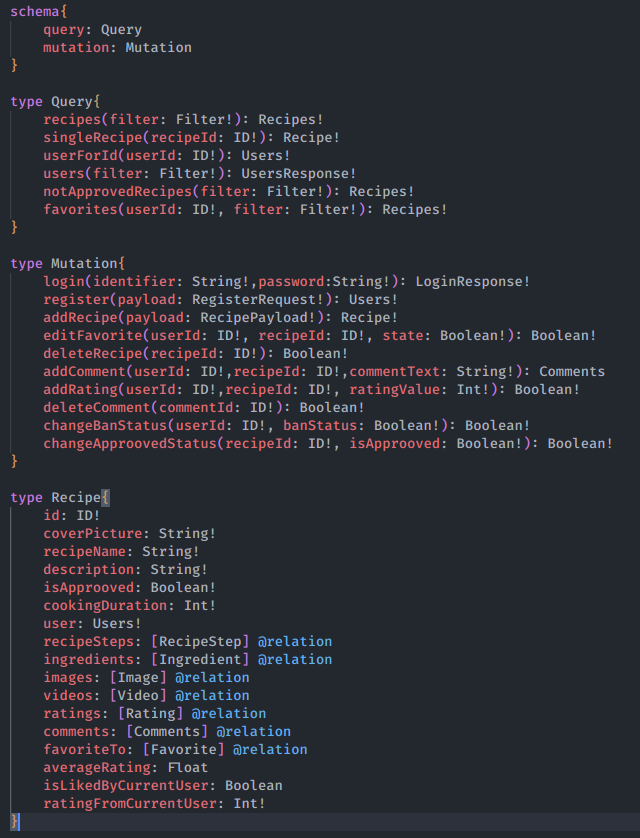 schema{
query: Query
mutation: Mutation
}
type Query{
recipes(filter: Filter!): Recipes!
singleRecipe(recipeId: ID!): Recipe!
userForId(userId: ID!): Users!
users(filter: Filter!): UsersResponse!
notApprovedRecipes(filter: Filter!): Recipes!
favorites(userId: ID!, filter: Filter!): Recipes!
}
type Mutation{
login(identifier: String!,password:String!): LoginResponse!
register(payload: RegisterRequest!): Users!
addRecipe(payload: RecipePayload!): Recipe!
editFavorite(userId: ID!, recipeId: ID!, state: Boolean!): Boolean!
deleteRecipe(recipeId: ID!): Boolean!
addComment(userId: ID!,recipeId: ID!,commentText: String!): Comments
addRating(userId: ID!,recipeId: ID!, ratingValue: Int!): Boolean!
deleteComment(commentId: ID!): Boolean!
changeBanStatus(userId: ID!, banStatus: Boolean!): Boolean!
changeApproovedStatus(recipeId: ID!, isApprooved: Boolean!): Boolean!
}
type Recipe{
id: ID!
coverPicture: String!
recipeName: String!
description: String!
isApprooved: Boolean!
cookingDuration: Int!
user: Users!
recipeSteps: [RecipeStep] @relation
ingredients: [Ingredient] @relation
images: [Image] @relation
videos: [Video] @relation
ratings: [Rating] @relation
comments: [Comments] @relation
favoriteTo: [Favorite] @relation
averageRating: Float
isLikedByCurrentUser: Boolean
ratingFromCurrentUser: Int!
}